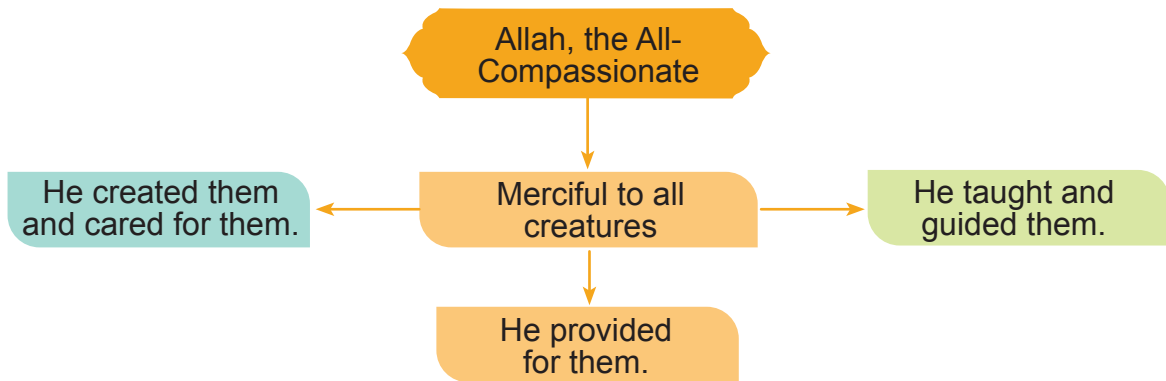 Allah, the All-
Compassionate
He created them
and cared for them.
Merciful to all
creatures
He taught and
guided them.
He provided
for them.